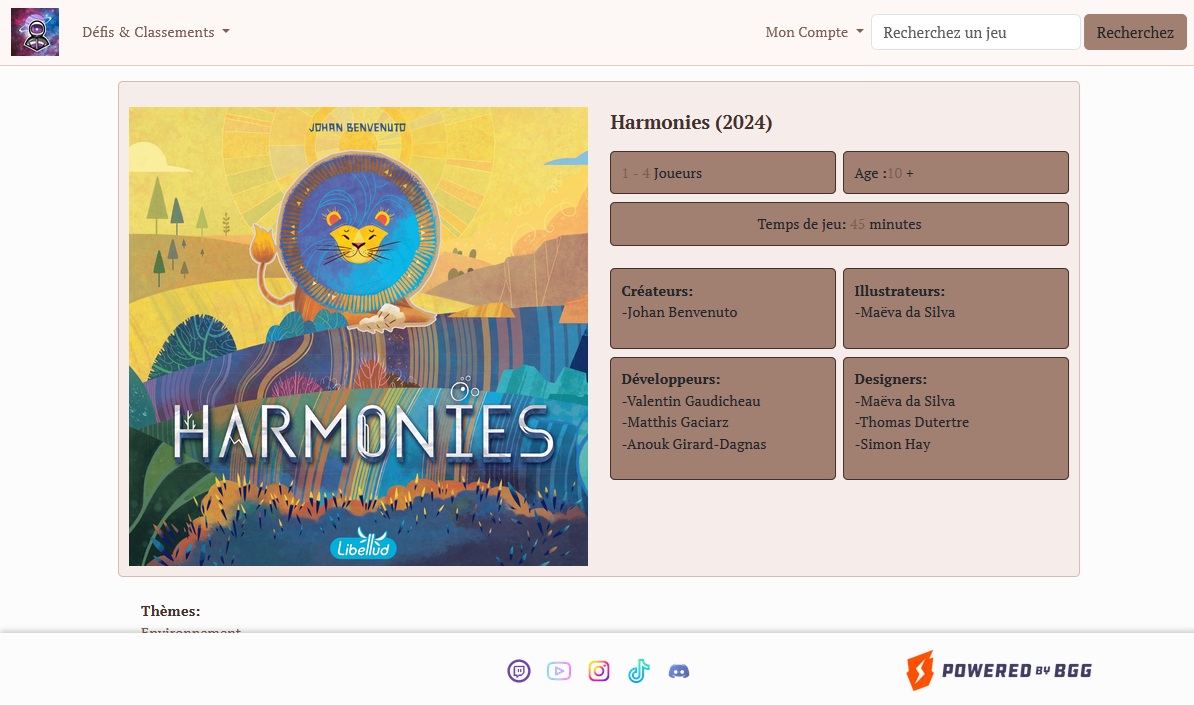 Défis & Classements
Mon Compte
Recherchez un jeu
Recherchez
JOHAN BENVENUTO
HARMONIES
Libellud
Harmonies (2024)
1 - 4 Joueurs
Age :10 +
Temps de jeu: 45 minutes
Créateurs:
-Johan Benvenuto
Illustrateurs:
-Maëva da Silva
Développeurs:
-Valentin Gaudicheau
-Matthis Gaciarz
-Anouk Girard-Dagnas
Designers:
-Maëva da Silva
-Thomas Dutertre
-Simon Hay
Thèmes:
Environnement
POWERED BY BGG